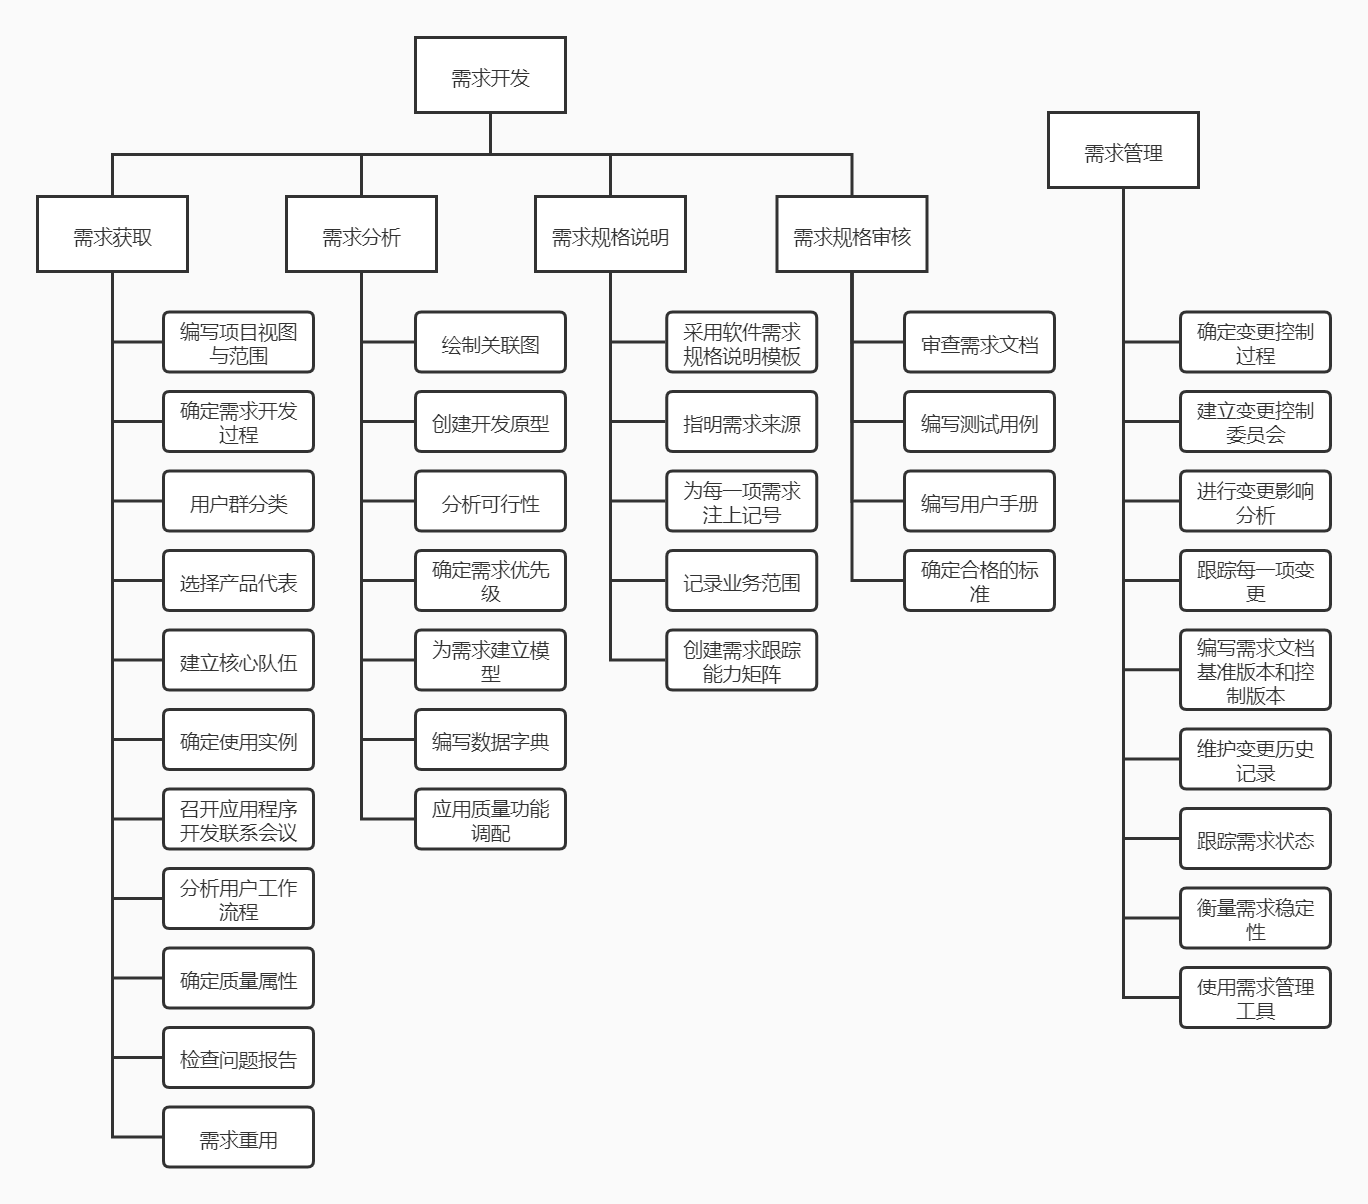 需求开发
需求管理
需求获取
需求分析
需求规格说明
需求规格审核
编写项目视图
与范围
确定需求开发
过程
用户群分类
选择产品代表
建立核心队伍
确定使用实例
召开应用程序
开发联系会议
分析用户工作
流程
确定质量属性
检查问题报告
需求重用
绘制关联图
创建开发原型
分析可行性
确定需求优先
级
为需求建立模
型
编写数据字典
应用质量功能
调配
采用软件需求
规格说明模板
指明需求来源
为每一项需求
注上记号
记录业务范围
创建需求跟踪
能力矩阵
审查需求文档
编写测试用例
编写用户手册
确定合格的标
准
确定变更控制
过程
建立变更控制
委员会
进行变更影响
分析
跟踪每一项变
更
编写需求文档
基准版本和控
制版本
维护变更历史
记录
跟踪需求状态
衡量需求稳定
性
使用需求管理
工具